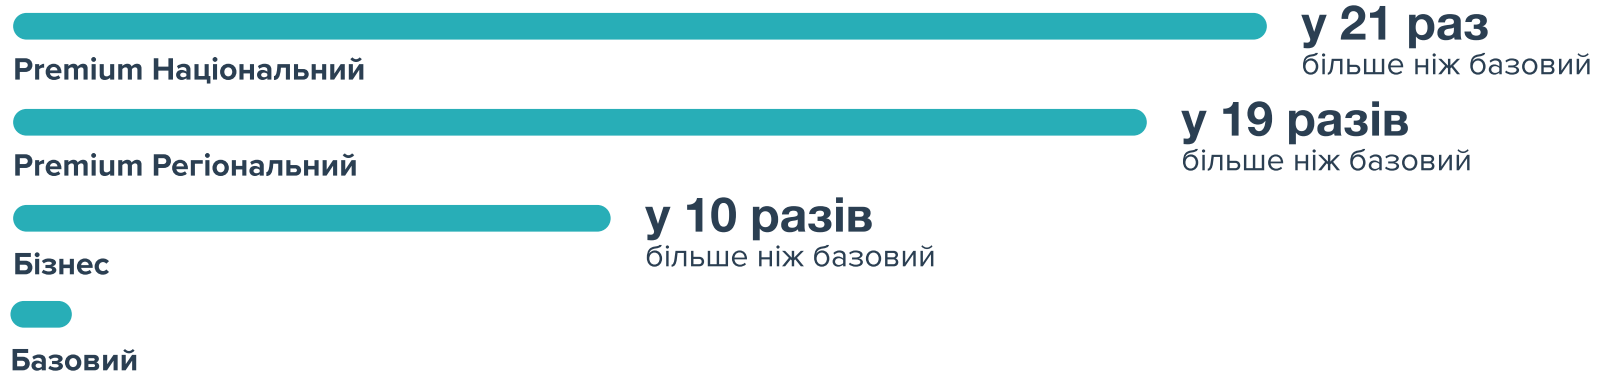 у 21 раз
більше ніж базовий
Premium Національний
у 19 разів
більше ніж базовий
Premium Регіональний
у 10 разів
більше ніж базовий
Бізнес
Базовий